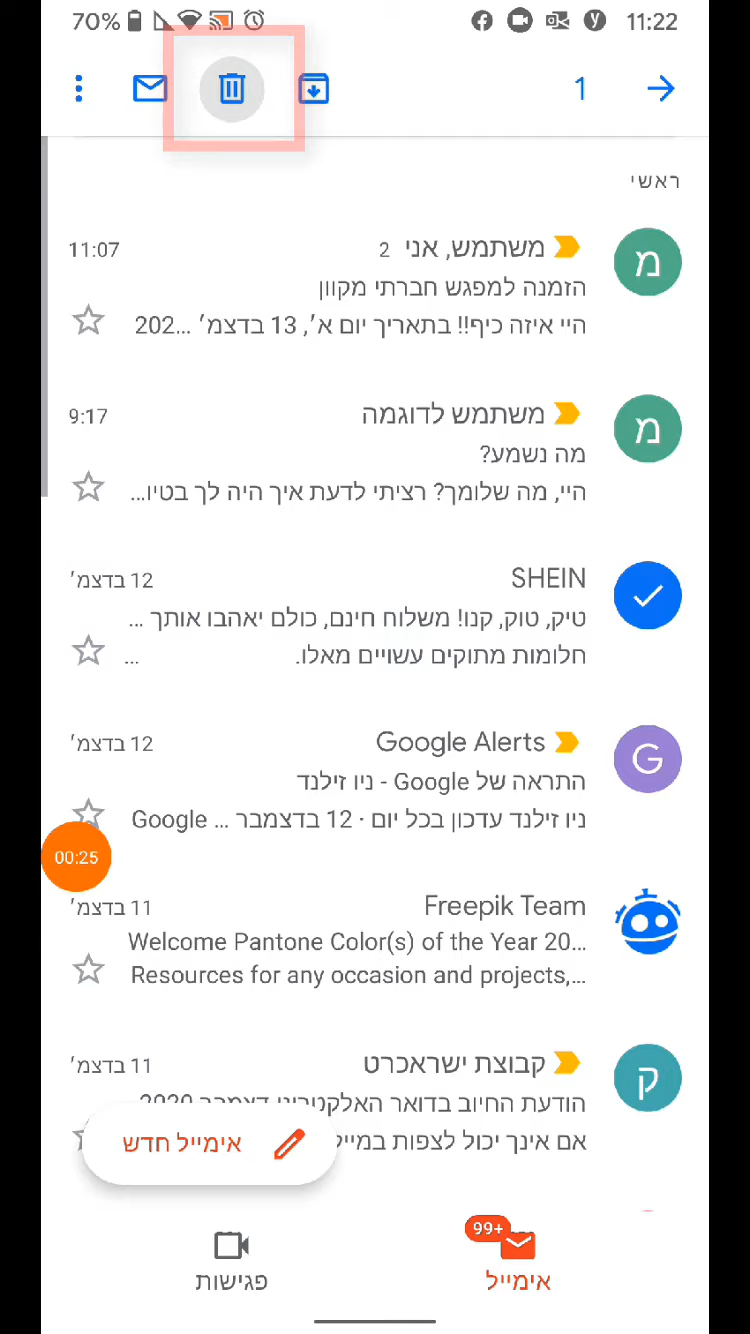 70% 11:22
1
ראשי
משתמש, אני 2 11:07
הזמנה למפגש חברתי מקוון
היי איזה כיף!! בתאריך יום א׳, 13 בדצמ׳ 202...
מ
משתמש לדוגמה 9:17
מה נשמע?
היי, מה שלומך? רציתי לדעת איך היה לך בטיו...
מ
SHEIN 12 בדצמ׳
טיק, טוק, קנו! משלוח חינם, כולם יאהבו אותך ...
חלומות מתוקים עשויים מאלו. ...
Google Alerts 12 בדצמ׳
התראה של Google - ניו זילנד
ניו זילנד עדכון בכל יום · 12 בדצמבר ... Google
G
00:25
Freepik Team 11 בדצמ׳
Welcome Pantone Color(s) of the Year 20...
Resources for any occasion and projects,...
קבוצת ישראכרט 11 בדצמ׳
הודעת החיוב בדואר האלקטרוני דצמבר 2020
אם אינך יכול לצפות במייל
ק
אימייל חדש
99+
אימייל פגישות